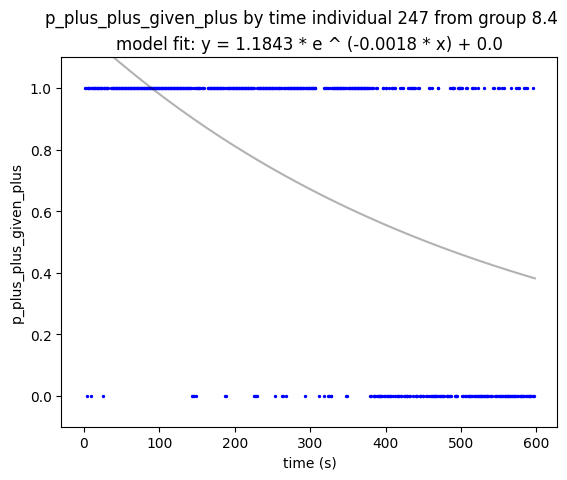 p_plus_plus_given_plus by time individual 247 from group 8.4
model fit: y = 1.1843 * e ^ (-0.0018 * x) + 0.0
p_plus_plus_given_plus
1.0
0.8
0.6
0.4
0.2
0.0
0 100 200 300 400 500 600
time (s)